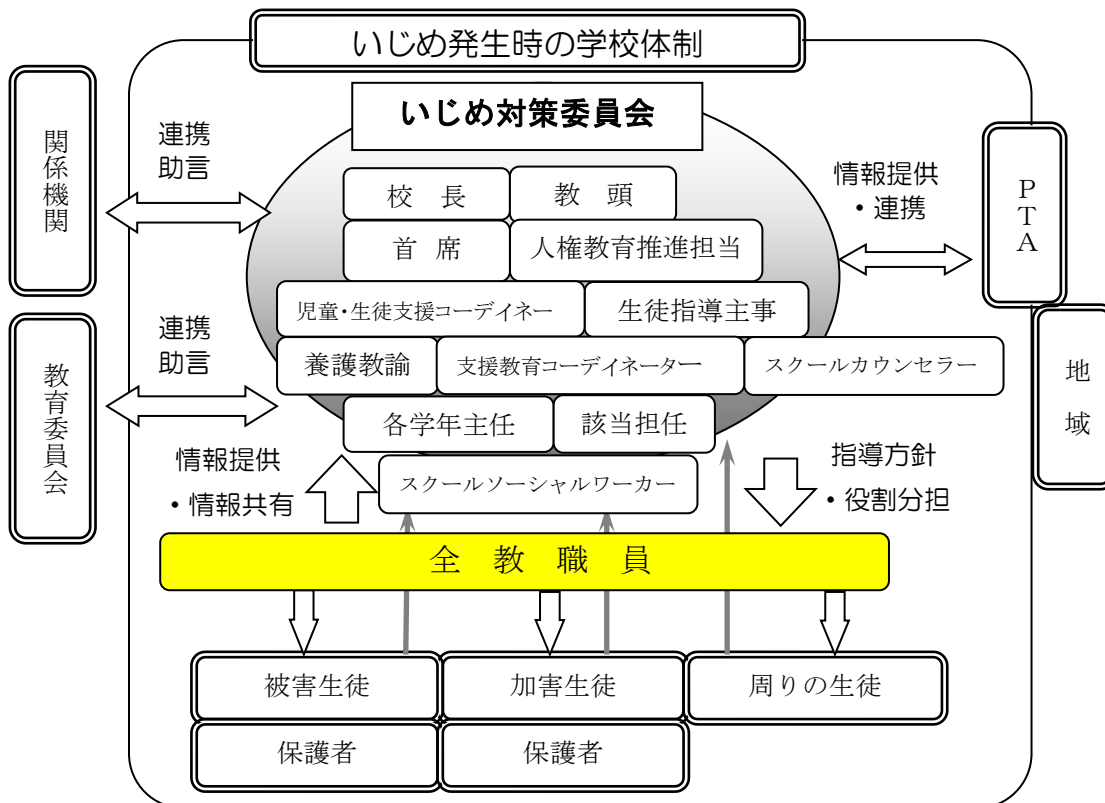 いじめ発生時の学校体制
いじめ対策委員会
関係機関
連携
助言
校 長
教 頭
情報提供
・連携
PTA
首 席
人権教育推進担当
児童・生徒支援コーデイネー
生徒指導主事
教育委員会
連携
助言
養護教諭
支援教育コーデイネーター
スクールカウンセラー
地 域
各学年主任
該当担任
情報提供
・情報共有
スクールソーシャルワーカー
指導方針
・役割分担
全 教 職 員
被害生徒
加害生徒
周りの生徒
保護者
保護者